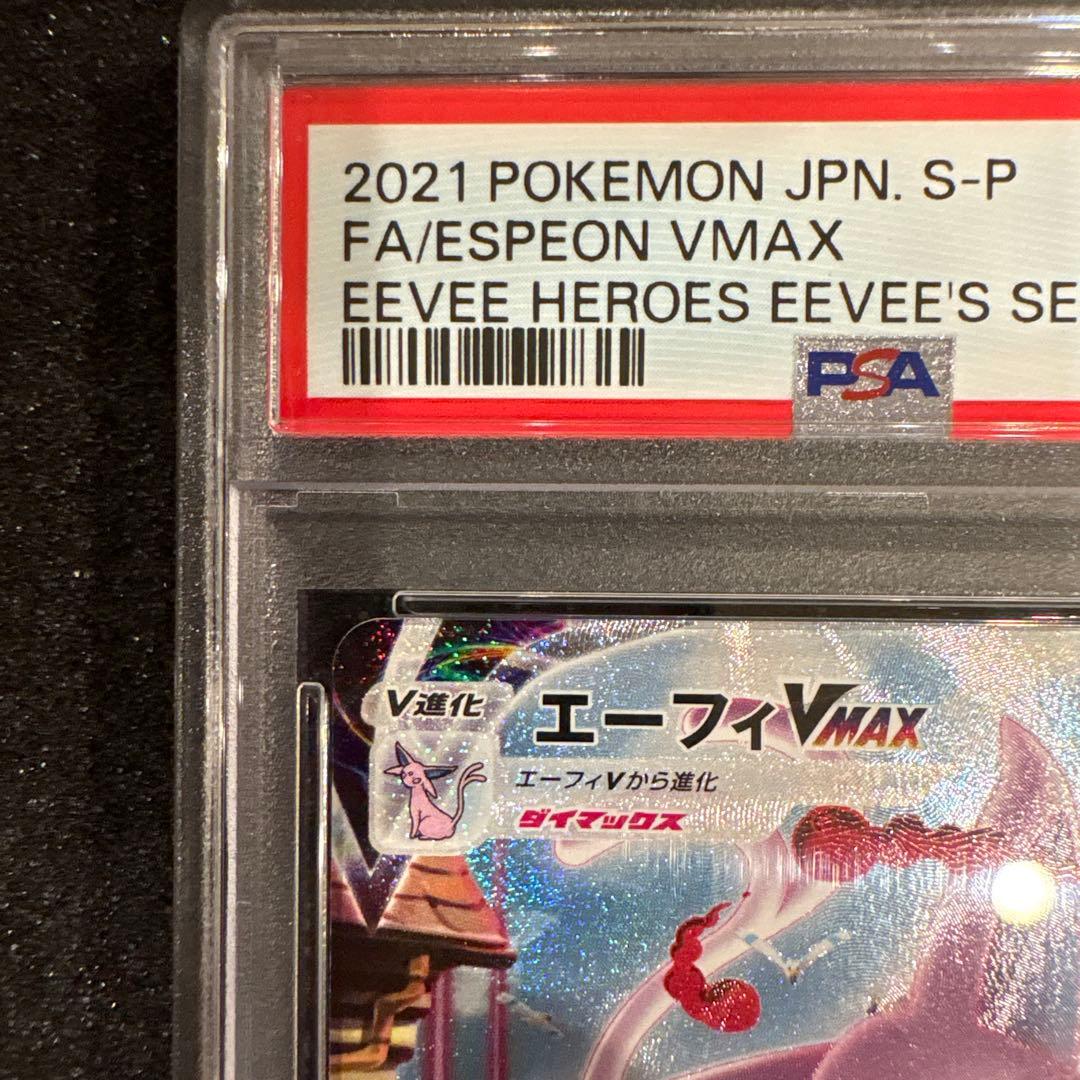 2021 POKEMON JPN. S-P
FA/ESPEON VMAX
EEVEE HEROES EEVEE'S SE
PSA
V進化
エーフィVMAX
エーフィVから進化
ダイマックス